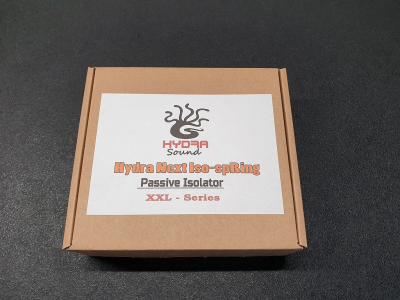 HYDRA
Sound
Hydra Next Iso-spRing
Passive Isolator
XXL - Series